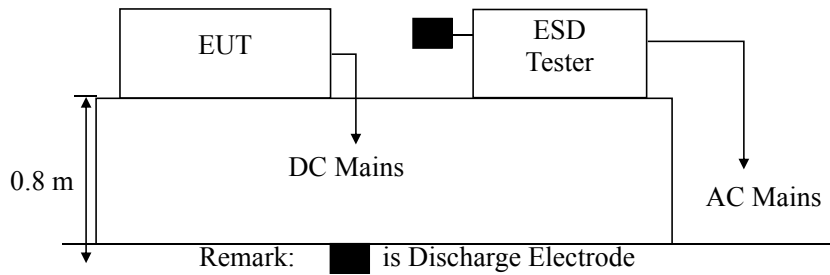 EUT
ESD
Tester
DC Mains
0.8 m
AC Mains
Remark: is Discharge Electrode